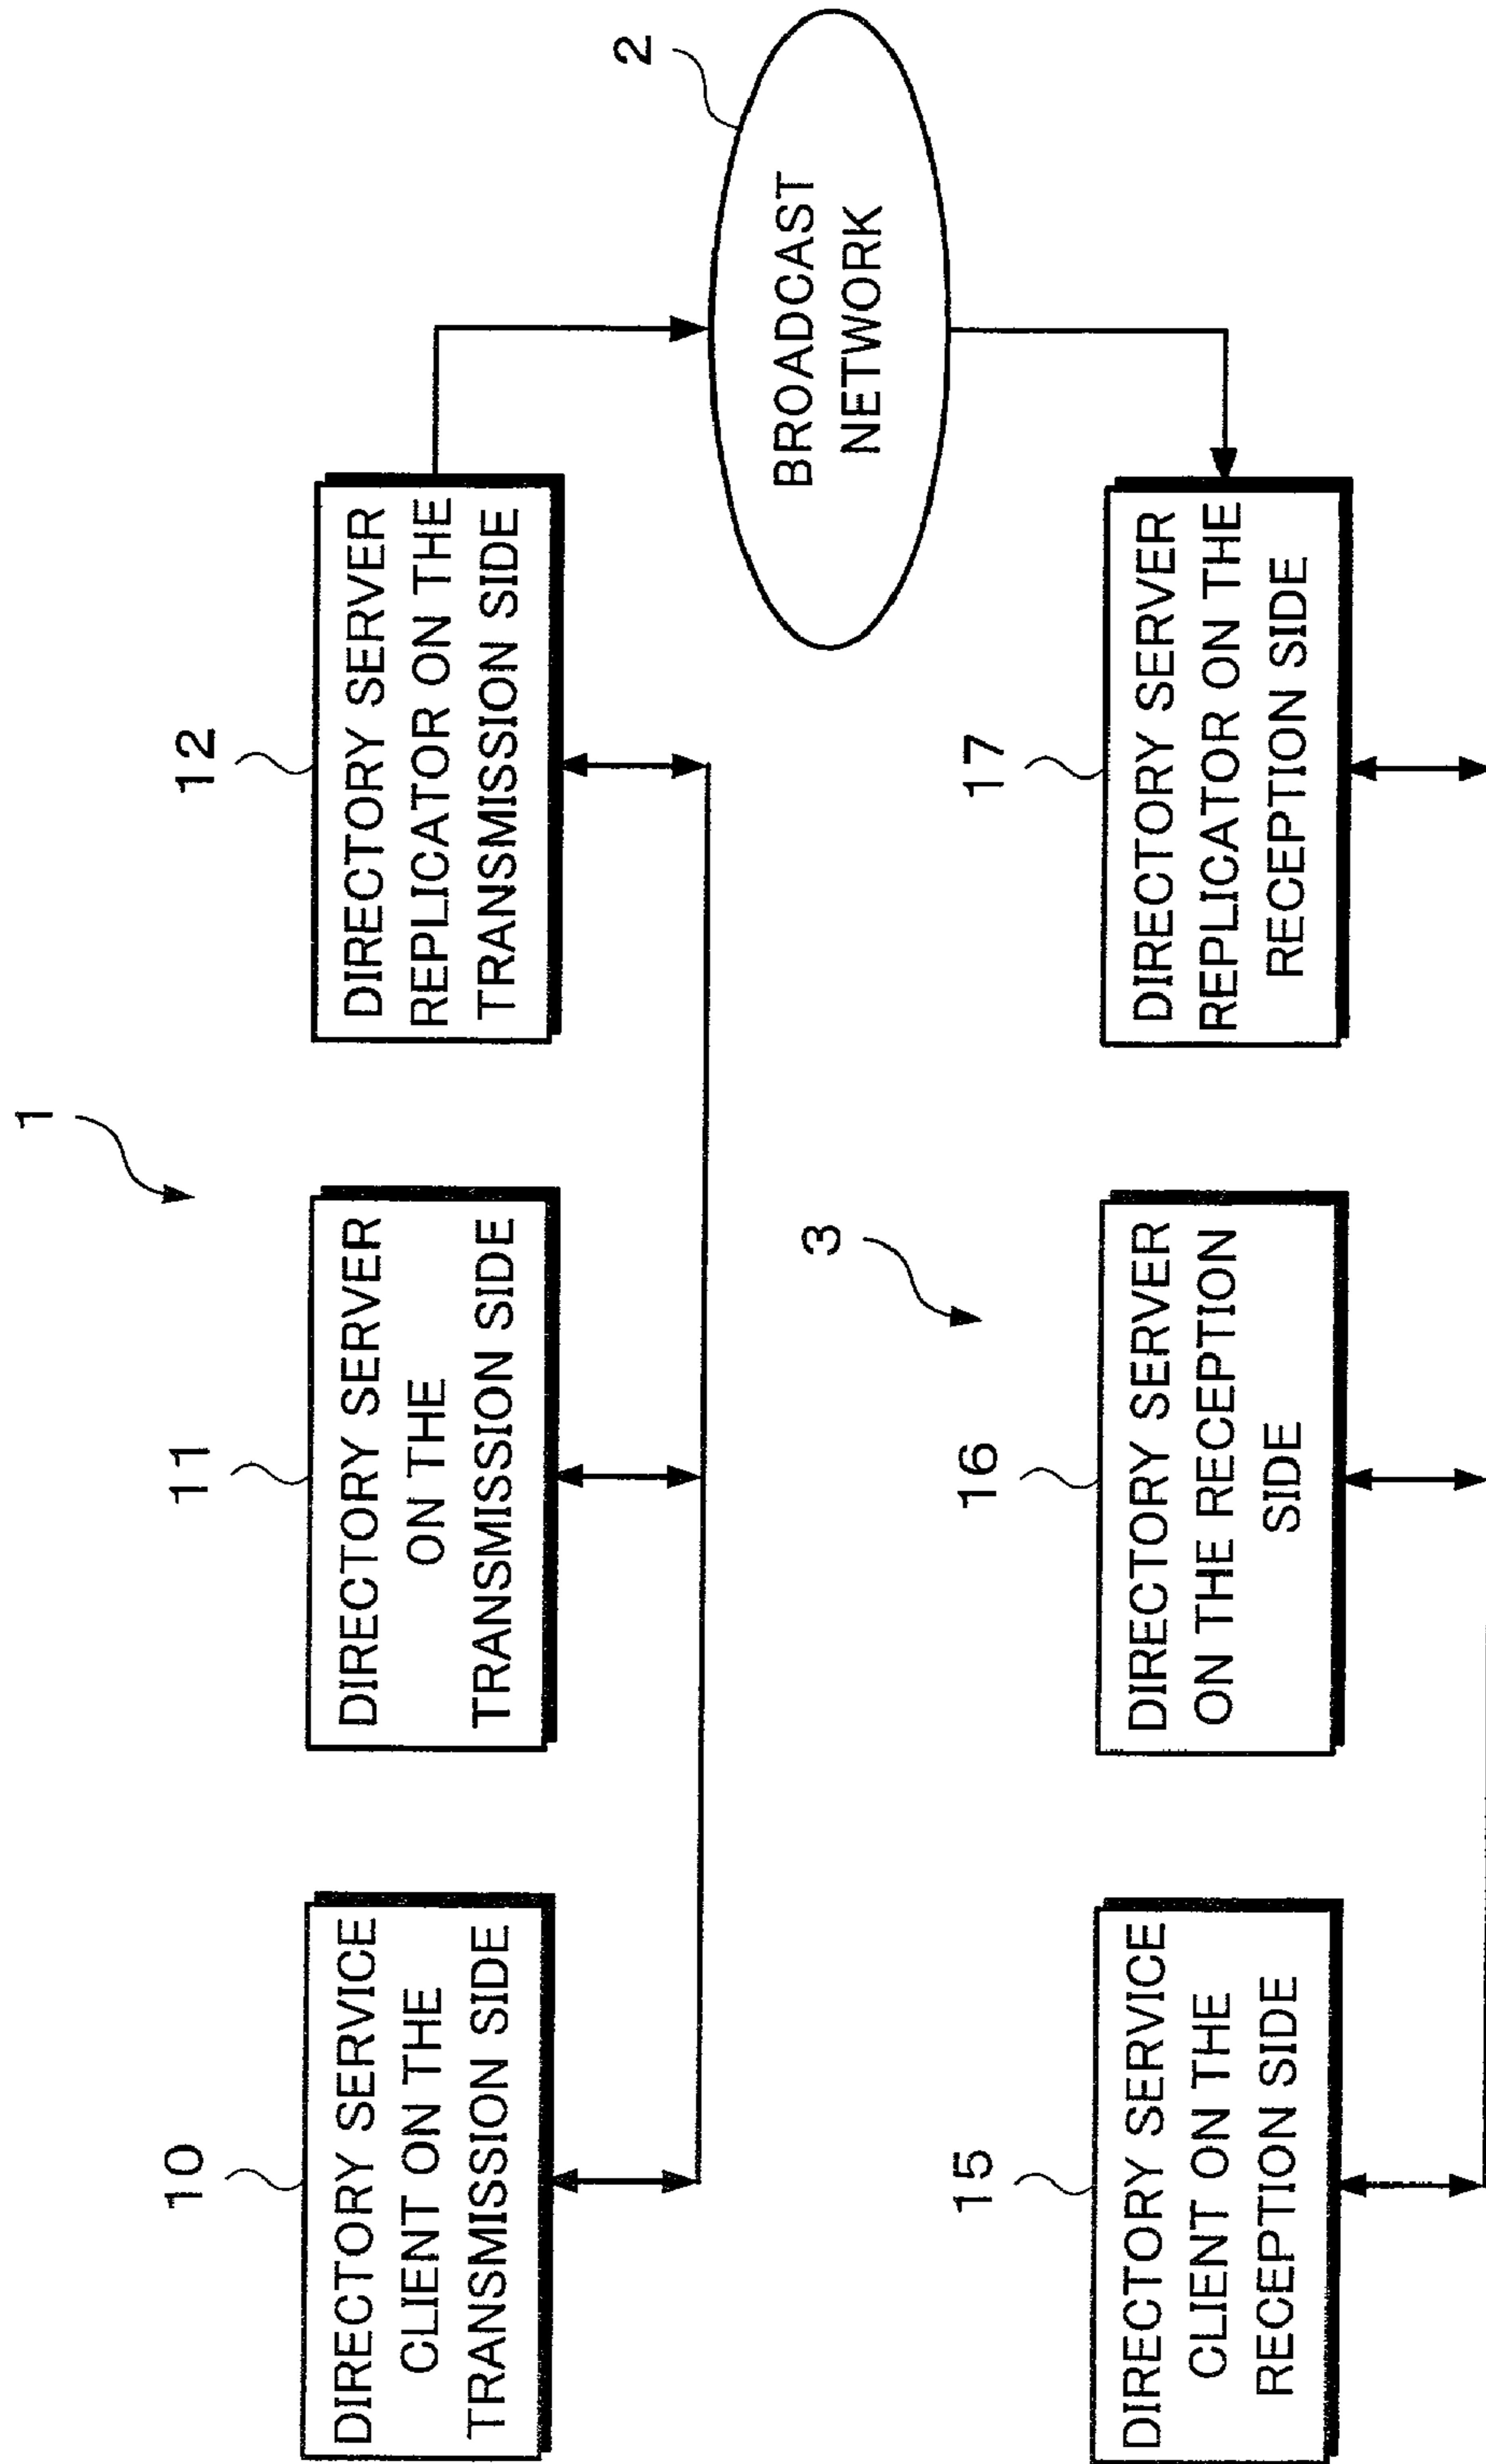 1
10
DIRECTORY SERVICE
CLIENT ON THE
TRANSMISSION SIDE
11
DIRECTORY SERVER
ON THE
TRANSMISSION SIDE
12
DIRECTORY SERVER
REPLICATOR ON THE
TRANSMISSION SIDE
2
BROADCAST
NETWORK
3
15
DIRECTORY SERVICE
CLIENT ON THE
RECEPTION SIDE
16
DIRECTORY SERVER
ON THE RECEPTION
SIDE
17
DIRECTORY SERVER
REPLICATOR ON THE
RECEPTION SIDE